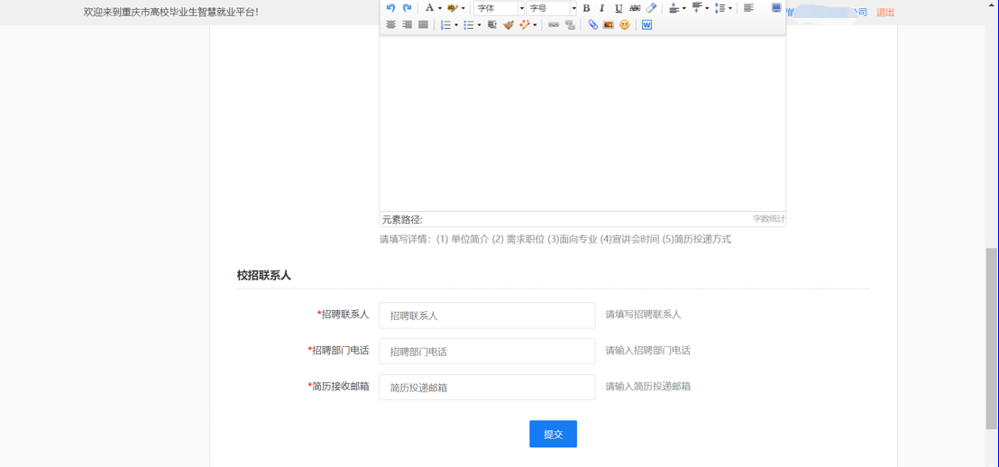 欢迎来到重庆市高校毕业生智慧就业平台！
公司 退出
字体 字号 B I U ABC
元素路径: 字数统计
请填写详情：(1) 单位简介 (2) 需求职位 (3)面向专业 (4)宣讲会时间 (5)简历投递方式
校招联系人
*招聘联系人 招聘联系人 请填写招聘联系人
*招聘部门电话 招聘部门电话 请输入招聘部门电话
*简历接收邮箱 简历投递邮箱 请输入简历投递邮箱
提交